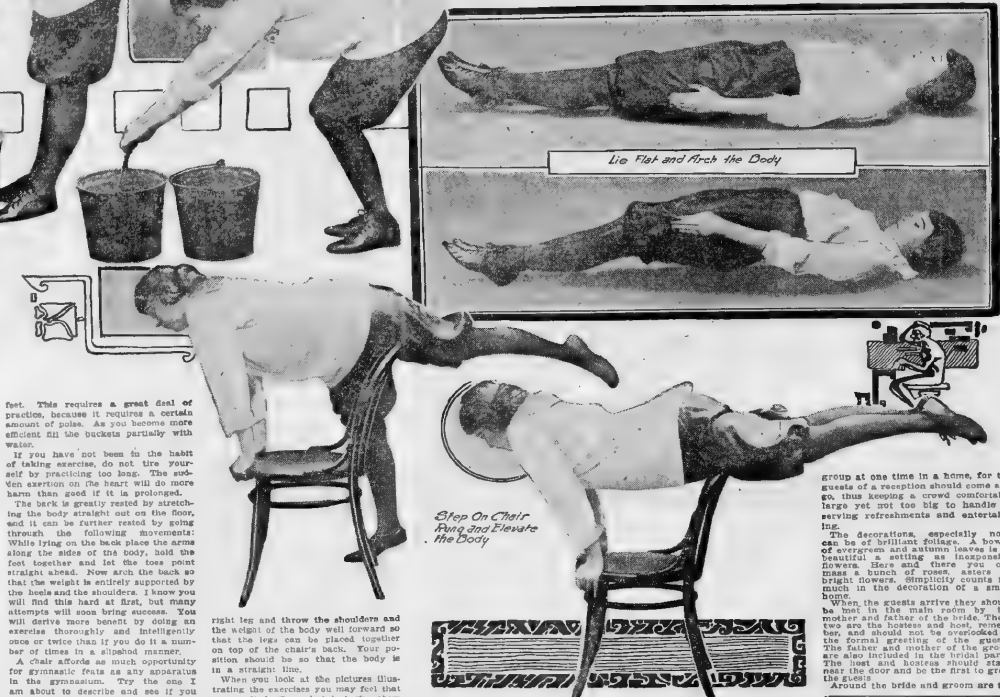 Lie Flat and Arch the Body
feet. This requires a great deal of
practice, because it requires a certain
amount of poise. As you become more
efficient fill the buckets partially with
water.
If you have not been in the habit
of taking exercise, do not tire your-
self by practicing too long. The sud-
den exertion on the heart will do more
harm than good if it is prolonged.
The back is greatly rested by stretch-
ing the body straight out on the floor,
and it can be further rested by going
through the following movements:
While lying on the back place the arms
along the sides of the body, hold the
feet together and let the toes point
straight ahead. Now arch the back so
that the weight is entirely supported by
the heels and the shoulders. I know you
will find this hard at first, but many
attempts will soon bring success. You
will derive more benefit by doing an
exercise thoroughly and intelligently
once or twice than if you do it a num-
ber of times in a slipshod manner.
A chair affords as much opportunity
for gymnastic feats as any apparatus
in the gymnasium. Try the one I
am about to describe and see if you
right leg and throw the shoulders and
the weight of the body well forward so
that the legs can be placed together
on top of the chair's back. Your po-
sition should be so that the body is
in a straight line.
When you look at the pictures illus-
trating the exercises you may feel that
Step On Chair
Rung and Elevate
the Body
group at one time in a home, for
guests of a reception should come
go, thus keeping a crowd
large yet not too big to handle
serving refreshments and
ing.
The decorations, especially
can be of brilliant foliage. A
of evergreen and autumn leaves
beautiful a setting as
flowers. Here and there you
mass a bunch of roses, asters
bright flowers. Simplicity counts
much in the decoration of a
home.
When the guests arrive they
be met in the main room by
mother and father of the bride.
two are the hostess and host,
ber, and should not be overlooked
the formal greeting of the
The father and mother of the
are also included in the bridal
The host and hostess should
near the door and be the first to
the guests
Around the bride and groom are